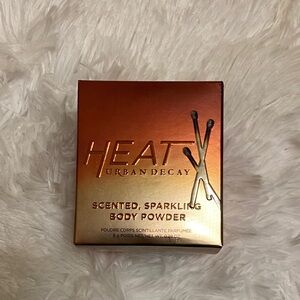 HEAT
URBAN DECAY
SCENTED, SPARKLING
BODY POWDER
POUDRE CORPS SCINTILLANTE PARFUMÉE